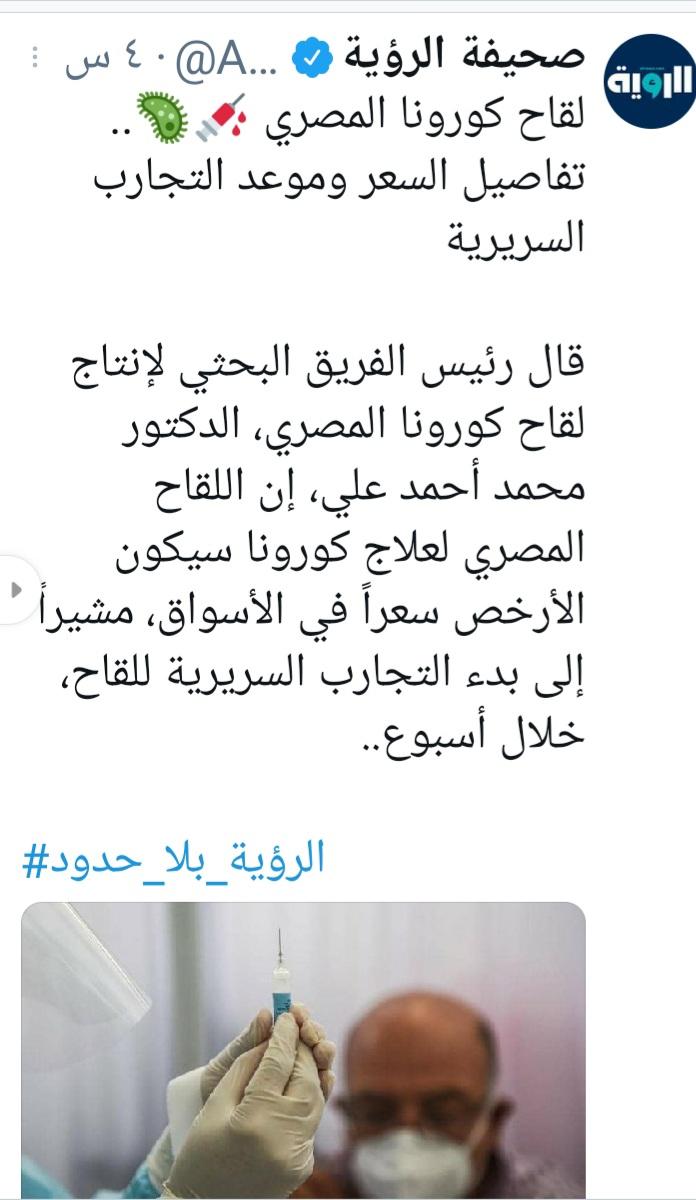 صحيفة الرؤية @A... · ٤ س
الرؤية
لقاح كورونا المصري 💉🦠..
تفاصيل السعر وموعد التجارب
السريرية
قال رئيس الفريق البحثي لإنتاج
لقاح كورونا المصري، الدكتور
محمد أحمد علي، إن اللقاح
المصري لعلاج كورونا سيكون
الأرخص سعراً في الأسواق، مشيراً
إلى بدء التجارب السريرية للقاح،
خلال أسبوع..
#الرؤية_بلا_حدود